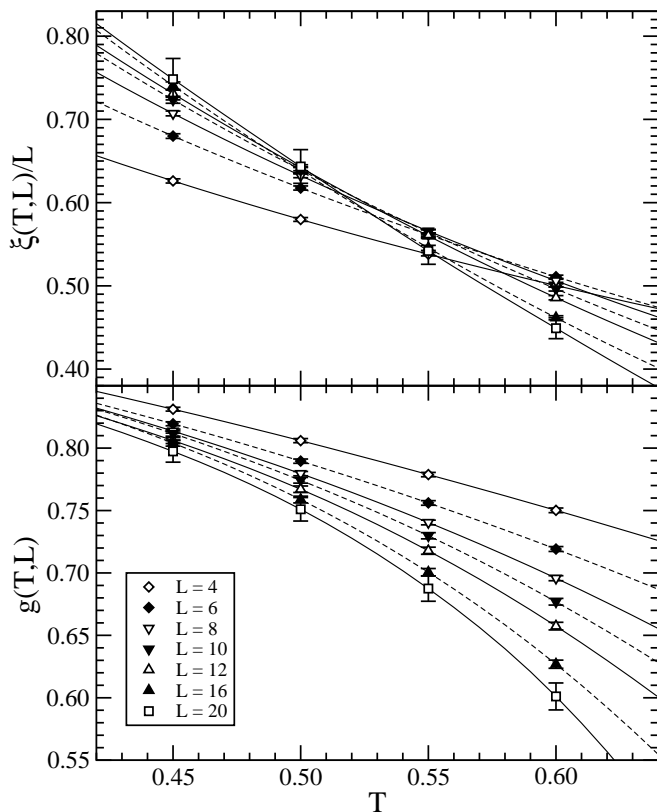 0.80
0.70
0.60
0.50
0.40
ξ(T,L)/L
0.80
0.75
0.70
0.65
0.60
0.55
g(T,L)
L = 4
L = 6
L = 8
L = 10
L = 12
L = 16
L = 20
0.45 0.50 0.55 0.60
T